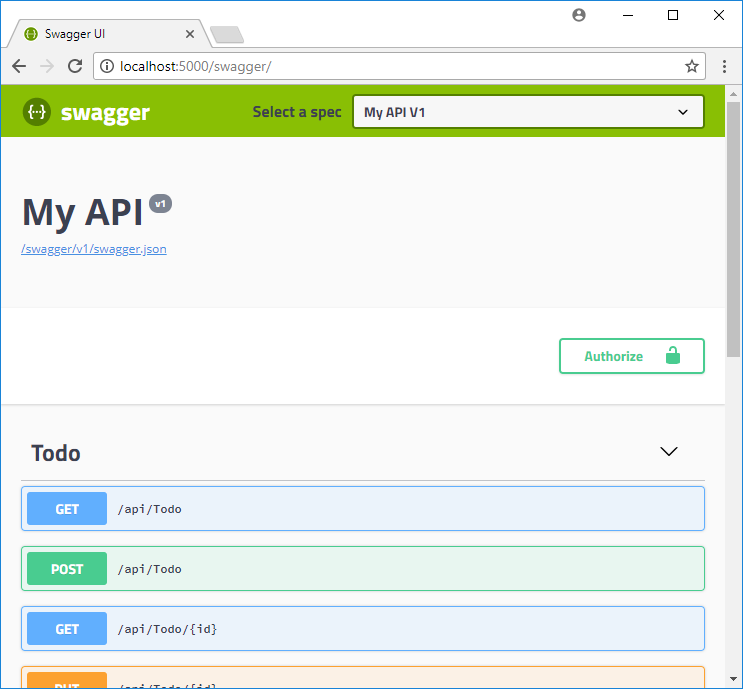 Swagger UI
localhost:5000/swagger/
{··} swagger
Select a spec
My API V1
My API v1
/swagger/v1/swagger.json
Authorize
Todo
GET /api/Todo
POST /api/Todo
GET /api/Todo/{id}
PUT /api/Todo/{id}